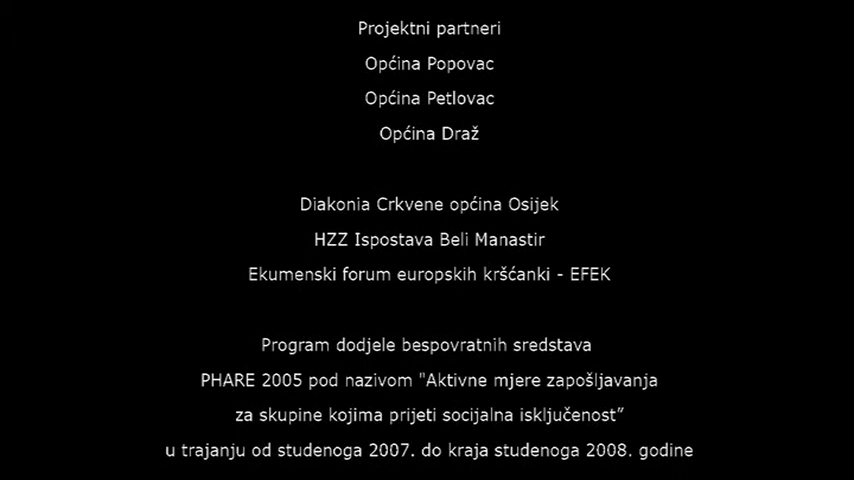 Projektni partneri
Općina Popovac
Općina Petlovac
Općina Draž
Diakonia Crkvene općina Osijek
HZZ Ispostava Beli Manastir
Ekumenski forum europskih kršćanki - EFEK
Program dodjele bespovratnih sredstava
PHARE 2005 pod nazivom "Aktivne mjere zapošljavanja
za skupine kojima prijeti socijalna isključenost”
u trajanju od studenoga 2007. do kraja studenoga 2008. godine